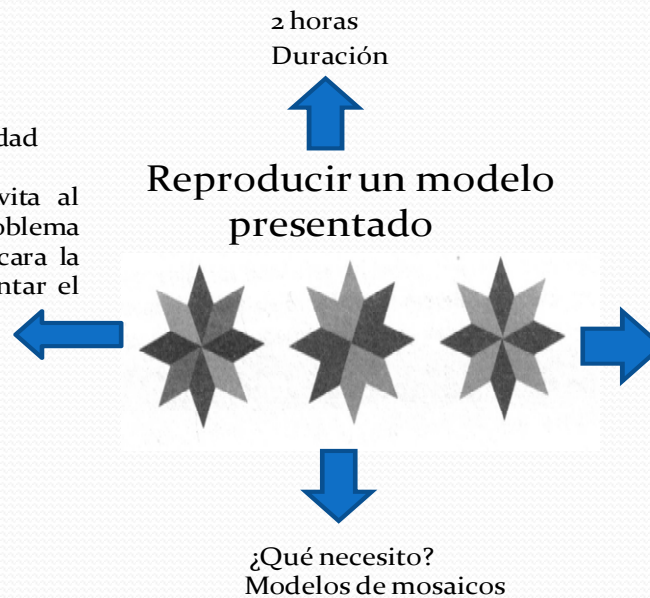 2 horas
Duración
dad
vita al
oblema
cara la
ntar el
Reproducir un modelo
presentado
¿Qué necesito?
Modelos de mosaicos